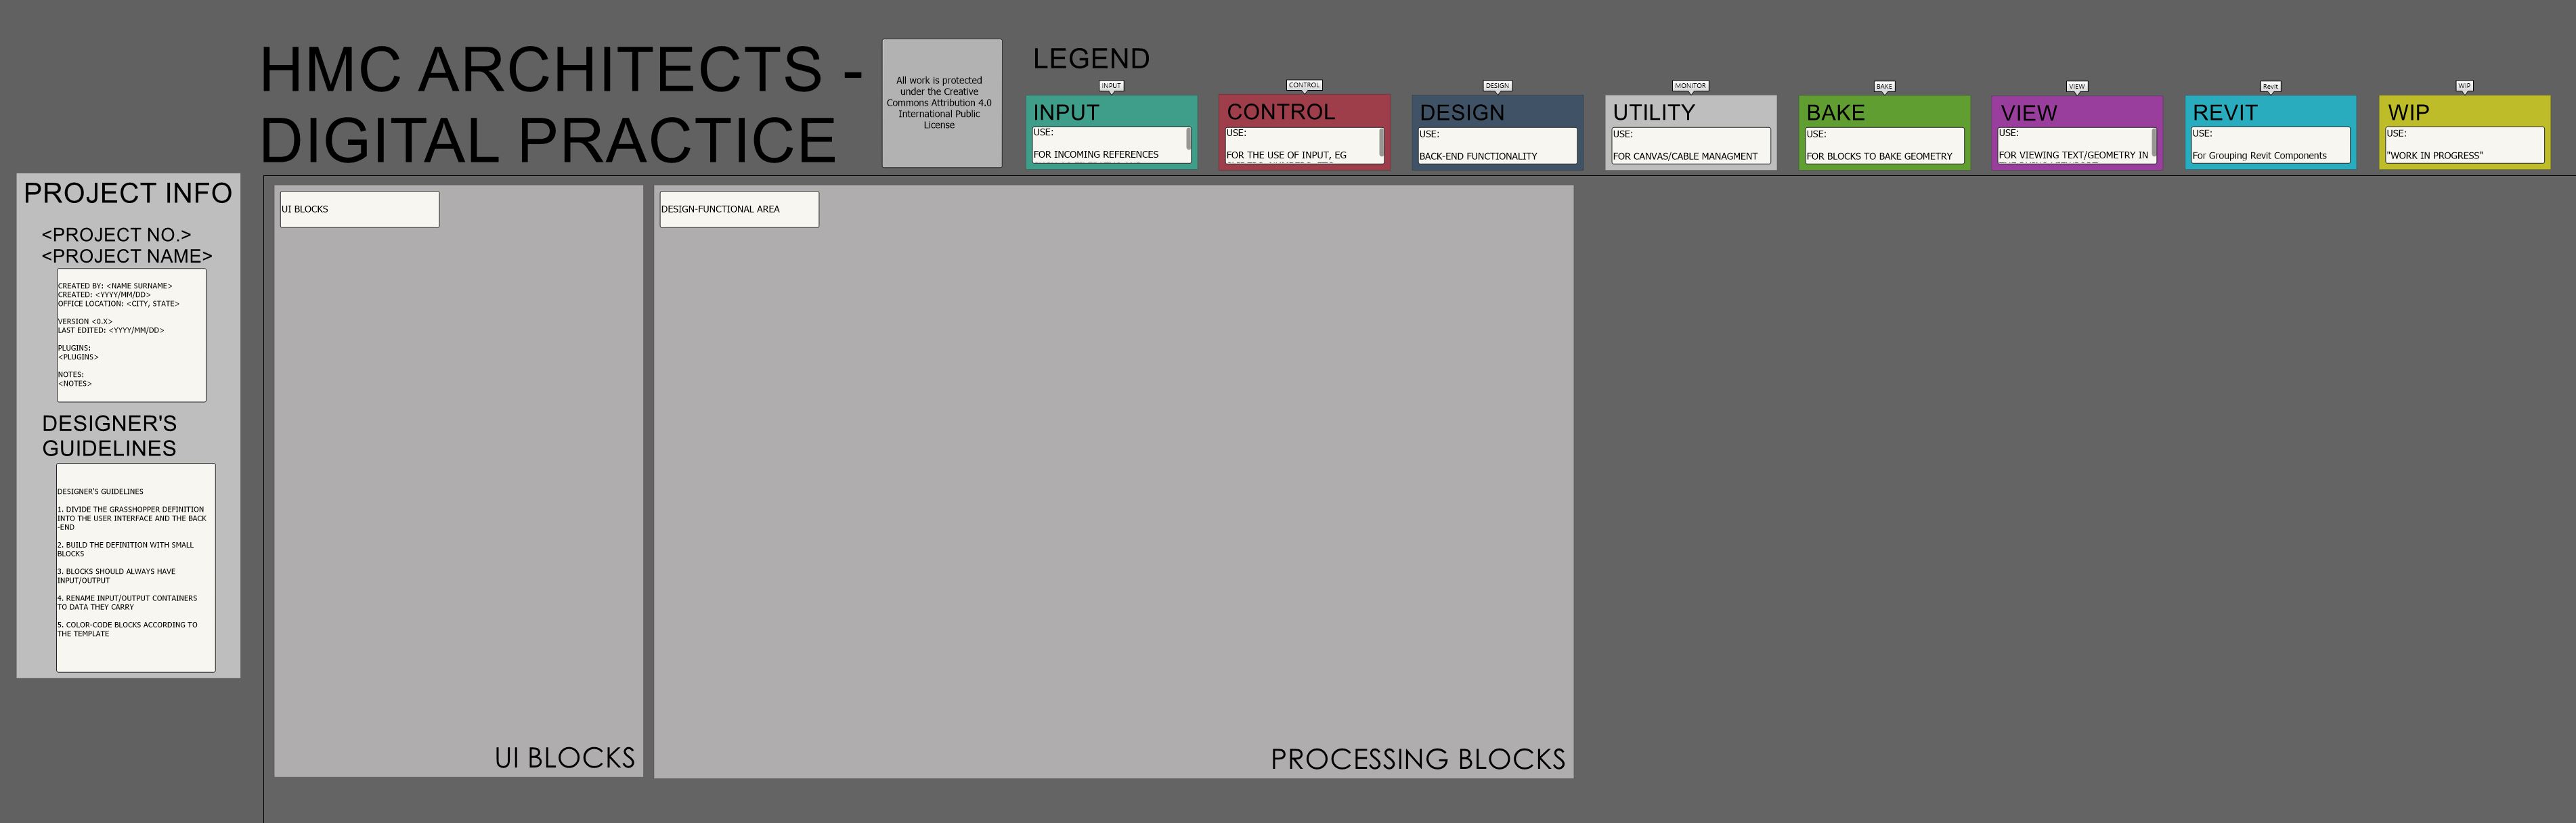 HMC ARCHITECTS -
DIGITAL PRACTICE
All work is protected
under the Creative
Commons Attribution 4.0
International Public
License
LEGEND
INPUT
INPUT
USE:
FOR INCOMING REFERENCES
CONTROL
CONTROL
USE:
FOR THE USE OF INPUT, EG
DESIGN
DESIGN
USE:
BACK-END FUNCTIONALITY
MONITOR
UTILITY
USE:
FOR CANVAS/CABLE MANAGMENT
BAKE
BAKE
USE:
FOR BLOCKS TO BAKE GEOMETRY
VIEW
VIEW
USE:
FOR VIEWING TEXT/GEOMETRY IN
Revit
REVIT
USE:
For Grouping Revit Components
WIP
WIP
USE:
"WORK IN PROGRESS"
PROJECT INFO
<PROJECT NO.>
<PROJECT NAME>
CREATED BY: <NAME SURNAME>
CREATED: <YYYY/MM/DD>
OFFICE LOCATION: <CITY, STATE>
VERSION <0.X>
LAST EDITED: <YYYY/MM/DD>
PLUGINS:
<PLUGINS>
NOTES:
<NOTES>
DESIGNER'S
GUIDELINES
DESIGNER'S GUIDELINES
1. DIVIDE THE GRASSHOPPER DEFINITION
INTO THE USER INTERFACE AND THE BACK
-END
2. BUILD THE DEFINITION WITH SMALL
BLOCKS
3. BLOCKS SHOULD ALWAYS HAVE
INPUT/OUTPUT
4. RENAME INPUT/OUTPUT CONTAINERS
TO DATA THEY CARRY
5. COLOR-CODE BLOCKS ACCORDING TO
THE TEMPLATE
UI BLOCKS
UI BLOCKS
DESIGN-FUNCTIONAL AREA
PROCESSING BLOCKS